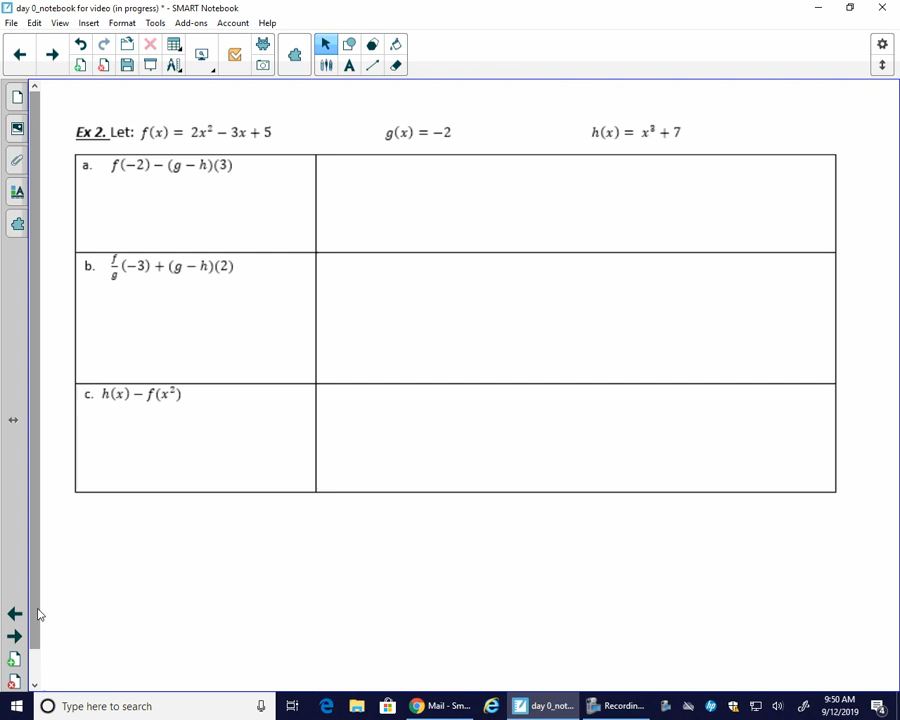 day 0_notebook for video (in progress) * - SMART Notebook
File Edit View Insert Format Tools Add-ons Account Help
Ex 2. Let: f(x) = 2x² − 3x + 5 g(x) = −2 h(x) = x³ + 7
a. f(−2) − (g − h)(3)
b. f/g (−3) + (g − h)(2)
c. h(x) − f(x²)
Type here to search
Mail - Sm...
day 0_not...
Recordin...
9:50 AM
9/12/2019
4